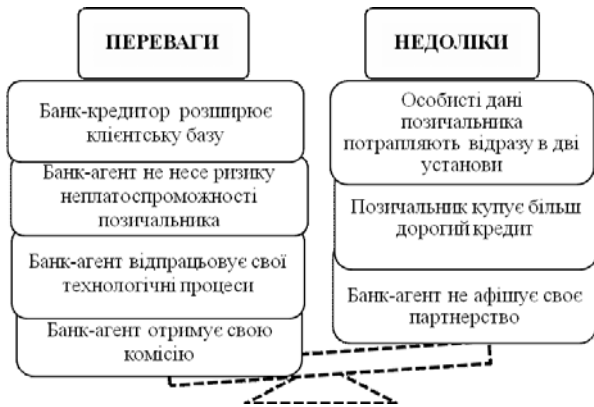 ПЕРЕВАГИ
Банк-кредитор розширює
клієнтську базу
Банк-агент не несе ризику
неплатоспроможності
позичальника
Банк-агент відпрацьовує свої
технологічні процеси
Банк-агент отримує свою
комісію
НЕДОЛІКИ
Особисті дані
позичальника
потрапляють відразу в дві
установи
Позичальник купує більш
дорогий кредит
Банк-агент не афішує своє
партнерство